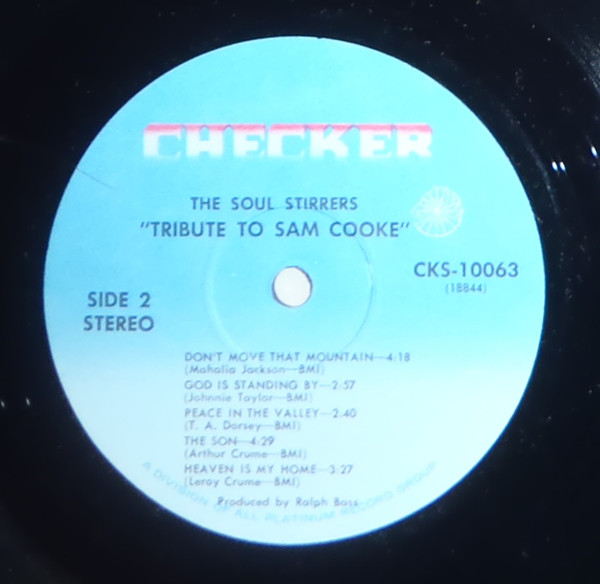 CHECKER
THE SOUL STIRRERS
"TRIBUTE TO SAM COOKE"
CKS-10063
(18844)
SIDE 2
STEREO
DON'T MOVE THAT MOUNTAIN—4:18
(Mahalia Jackson—BMI)
GOD IS STANDING BY—2:57
(Johnnie Taylor—BMI)
PEACE IN THE VALLEY—2.40
(T. A. Dorsey—BMI)
THE SON—4:29
(Arthur Crume—BMI)
HEAVEN IS MY HOME—3:27
(Leroy Crume—BMI)
Produced by Ralph Bass
A DIVISION OF ALL PLATINUM RECORD GROUP